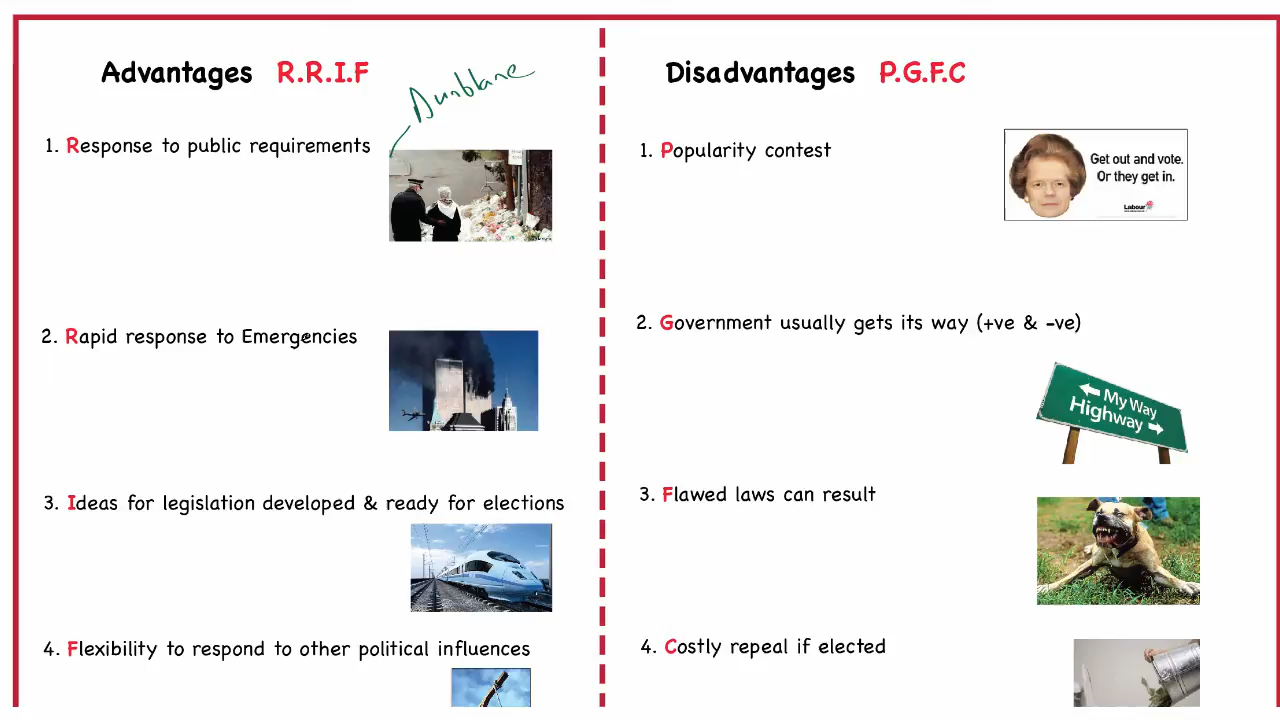 Advantages R.R.I.F
Dunblane
1. Response to public requirements
2. Rapid response to Emergencies
3. Ideas for legislation developed & ready for elections
4. Flexibility to respond to other political influences
Disadvantages P.G.F.C
1. Popularity contest
Get out and vote.
Or they get in.
Labour
2. Government usually gets its way (+ve & -ve)
My Way
Highway
3. Flawed laws can result
4. Costly repeal if elected